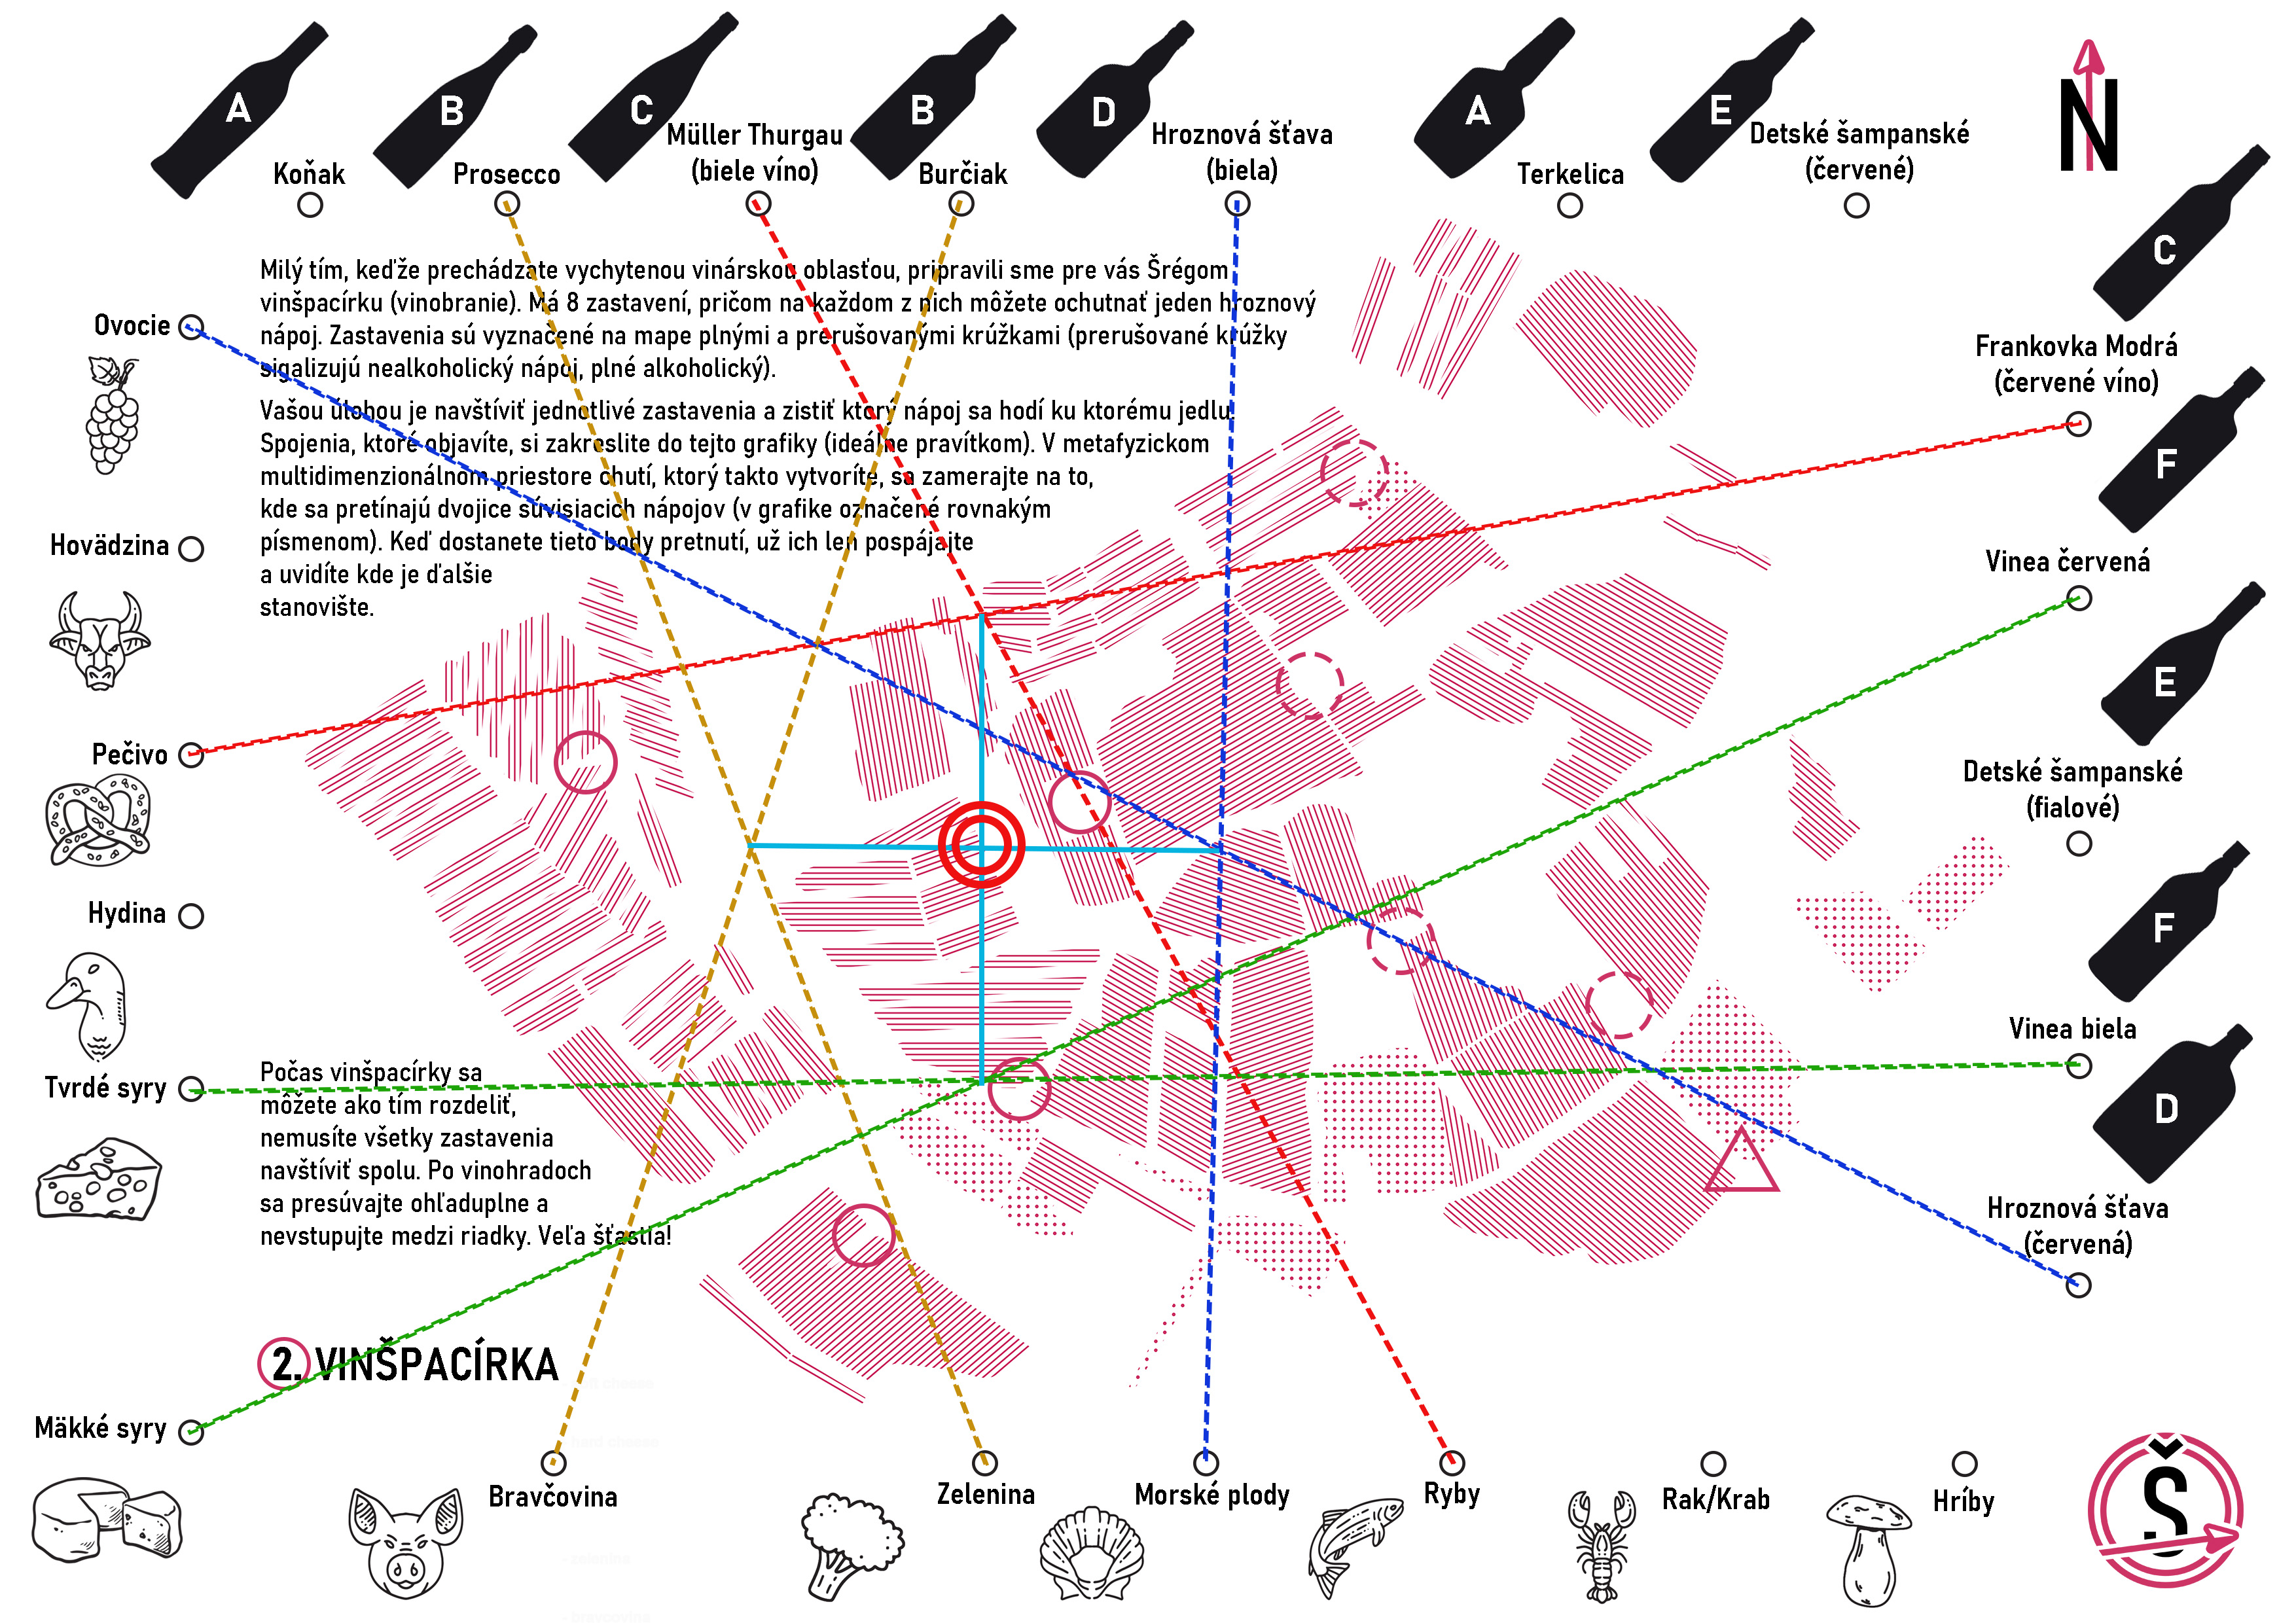 A
B
C
B
D
A
E
N
Koňak
Prosecco
Müller Thurgau
(biele víno)
Burčiak
Hroznová šťava
(biela)
Terkelica
Detské šampanské
(červené)
C
Milý tím, keďže prechádzate vychytenou vinárskou oblasťou, pripravili sme pre vás Šrégom
vinšpacírku (vinobranie). Má 8 zastavení, pričom na každom z nich môžete ochutnať jeden hroznový
nápoj. Zastavenia sú vyznačené na mape plnými a prerušovanými krúžkami (prerušované krúžky
sigalizujú nealkoholický nápoj, plné alkoholický).
Vašou úlohou je navštíviť jednotlivé zastavenia a zistiť ktorý nápoj sa hodí ku ktorému jedlu.
Spojenia, ktoré objavíte, si zakreslite do tejto grafiky (ideálne pravítkom). V metafyzickom
multidimenzionálnom priestore chutí, ktorý takto vytvoríte, sa zamerajte na to,
kde sa pretínajú dvojice súvisiacich nápojov (v grafike označené rovnakým
písmenom). Keď dostanete tieto body pretnutí, už ich len pospájajte
a uvidíte kde je ďalšie
stanovište.
Ovocie
Hovädzina
Pečivo
Hydina
Tvrdé syry
Mäkké syry
Frankovka Modrá
(červené víno)
F
Vinea červená
E
Detské šampanské
(fialové)
F
Vinea biela
D
Hroznová šťava
(červená)
Počas vinšpacírky sa
môžete ako tím rozdeliť,
nemusíte všetky zastavenia
navštíviť spolu. Po vinohradoch
sa presúvajte ohľaduplne a
nevstupujte medzi riadky. Veľa šťastia!
2. VINŠPACÍRKA
Bravčovina
Zelenina
Morské plody
Ryby
Rak/Krab
Hríby
Š